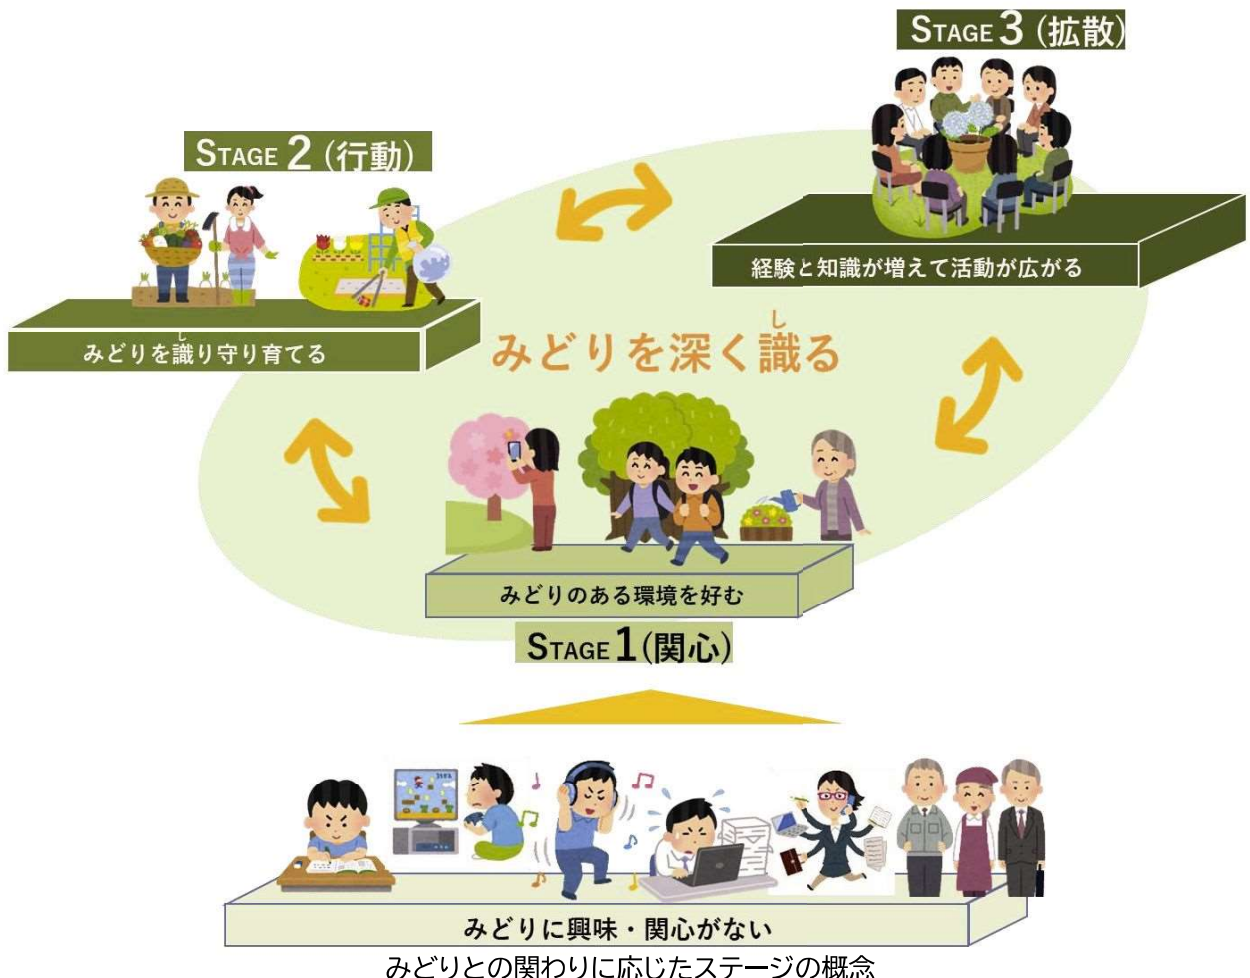 STAGE 3 (拡散)
STAGE 2 (行動)
経験と知識が増えて活動が広がる
し
みどりを識り守り育てる
し
みどりを深く識る
みどりのある環境を好む
STAGE 1 (関心)
みどりに興味・関心がない
みどりとの関わりに応じたステージの概念